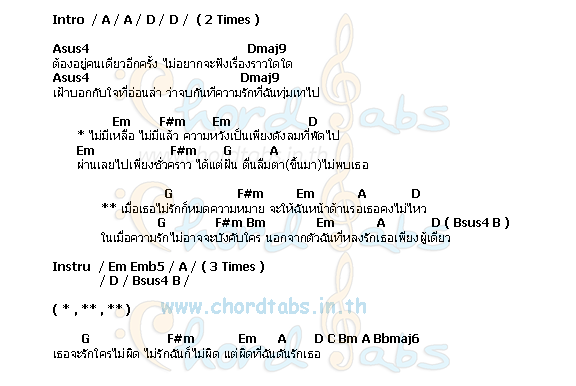 Intro / A / A / D / D / ( 2 Times )
Asus4 Dmaj9
ต้องอยู่คนเดียวอีกครั้ง ไม่อยากจะฟังเรื่องราวใดใด
Asus4 Dmaj9
เฝ้าบอกกับใจที่อ่อนล้า ว่าจบกันทีความรักที่ฉันทุ่มเทไป
Em F#m Em D
* ไม่มีเหลือ ไม่มีแล้ว ความหวังเป็นเพียงดังลมที่พัดไป
Em F#m G A
ผ่านเลยไปเพียงชั่วคราว ได้แต่ฝัน ตื่นลืมตา(ขึ้นมา)ไม่พบเธอ
G F#m Em A D
** เมื่อเธอไม่รักก็หมดความหมาย จะให้ฉันหน้าด้านรอเธอคงไม่ไหว
G F#m Bm Em A D ( Bsus4 B )
ในเมื่อความรักไม่อาจจะบังคับใคร นอกจากตัวฉันที่หลงรักเธอเพียงผู้เดียว
Instru / Em Emb5 / A / ( 3 Times )
/ D / Bsus4 B /
( * , ** , ** )
www.chordtabs.in.th
G F#m Em A D C Bm A Bbmaj6
เธอจะรักใครไม่ผิด ไม่รักฉันก็ไม่ผิด แต่ผิดที่ฉันดันรักเธอ